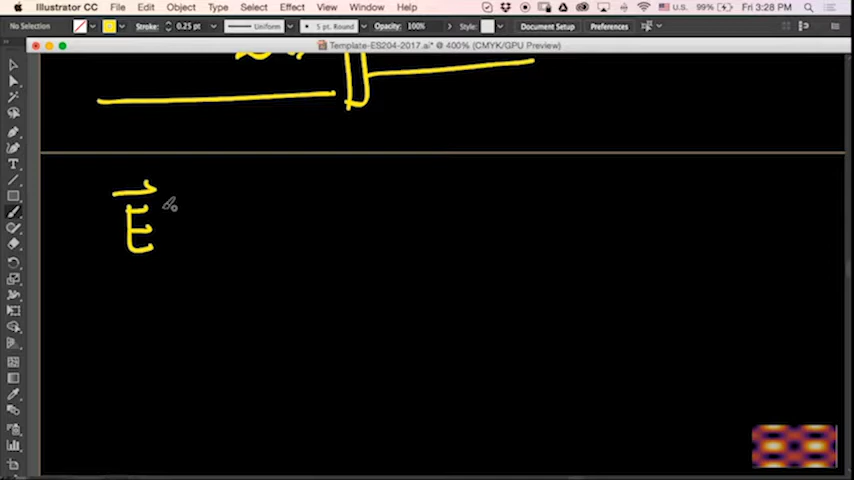 Illustrator CC File Edit Object Type Select Effect View Window Help 99% U.S. Fri 3:28 PM
No Selection Stroke: 0.25 pt Uniform 5 pt. Round Opacity: 100% Style: Document Setup Preferences
Template-ES204-2017.ai* @ 400% (CMYK/GPU Preview)
E